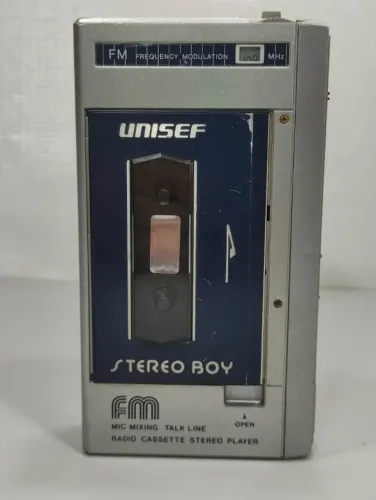 FM FREQUENCY MODULATION MHz
UNISEF
STEREO BOY
FM
MIC MIXING TALK LINE
OPEN
RADIO CASSETTE STEREO PLAYER